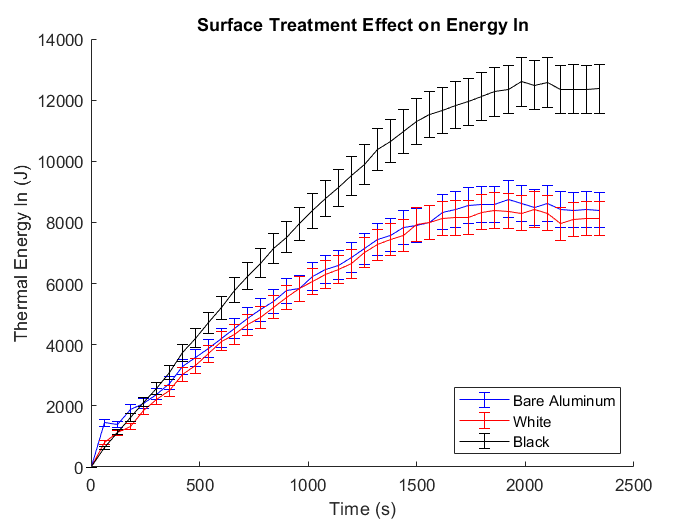 Surface Treatment Effect on Energy In
14000
12000
10000
8000
6000
4000
2000
0
Thermal Energy In (J)
0 500 1000 1500 2000 2500
Time (s)
Bare Aluminum
White
Black